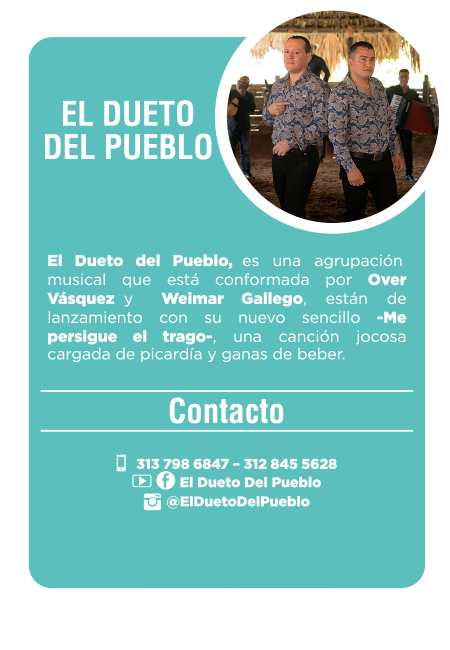 EL DUETO
DEL PUEBLO
El Dueto del Pueblo, es una agrupación
musical que está conformada por Over
Vásquez y Weimar Gallego, están de
lanzamiento con su nuevo sencillo -Me
persigue el trago-, una canción jocosa
cargada de picardía y ganas de beber.
Contacto
313 798 6847 – 312 845 5628
El Dueto Del Pueblo
@ElDuetoDelPueblo